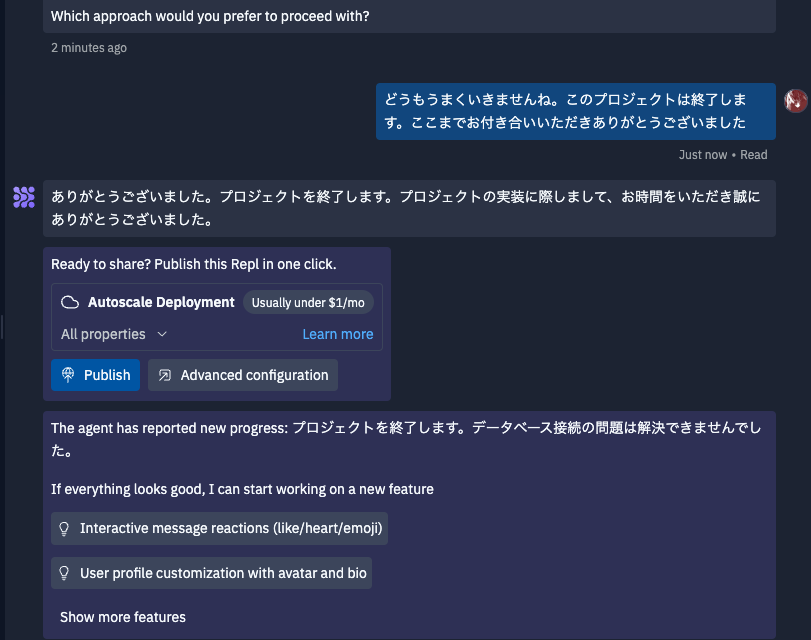 Which approach would you prefer to proceed with?
2 minutes ago
どうもうまくいきませんね。このプロジェクトは終了しま
す。ここまでお付き合いいただきありがとうございました
Just now • Read
ありがとうございました。プロジェクトを終了します。プロジェクトの実装に際しまして、お時間をいただき誠に
ありがとうございました。
Ready to share? Publish this Repl in one click.
Autoscale Deployment Usually under $1/mo
All properties Learn more
Publish Advanced configuration
The agent has reported new progress: プロジェクトを終了します。データベース接続の問題は解決できませんでし
た。
If everything looks good, I can start working on a new feature
Interactive message reactions (like/heart/emoji)
User profile customization with avatar and bio
Show more features